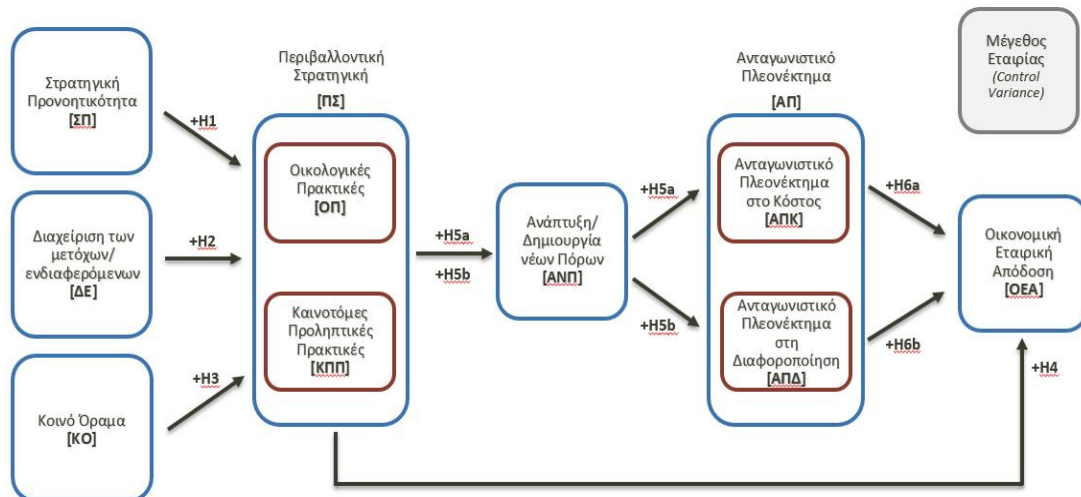 Στρατηγική
Προνοητικότητα
[ΣΠ]
Διαχείριση των
μετόχων/
ενδιαφερόμενων
[ΔΕ]
Κοινό Όραμα
[ΚΟ]
+H1
+H2
+H3
Περιβαλλοντική
Στρατηγική
[ΠΣ]
Οικολογικές
Πρακτικές
[ΟΠ]
Καινοτόμες
Προληπτικές
Πρακτικές
[ΚΠΠ]
+H5a
+H5b
Ανάπτυξη/
Δημιουργία
νέων Πόρων
[ΑΝΠ]
+H5a
+H5b
Ανταγωνιστικό
Πλεονέκτημα
[ΑΠ]
Ανταγωνιστικό
Πλεονέκτημα
στο Κόστος
[ΑΠΚ]
Ανταγωνιστικό
Πλεονέκτημα
στη
Διαφοροποίηση
[ΑΠΔ]
+H6a
+H6b
Μέγεθος
Εταιρίας
(Control
Variance)
Οικονομική
Εταιρική
Απόδοση
[ΟΕΑ]
+H4